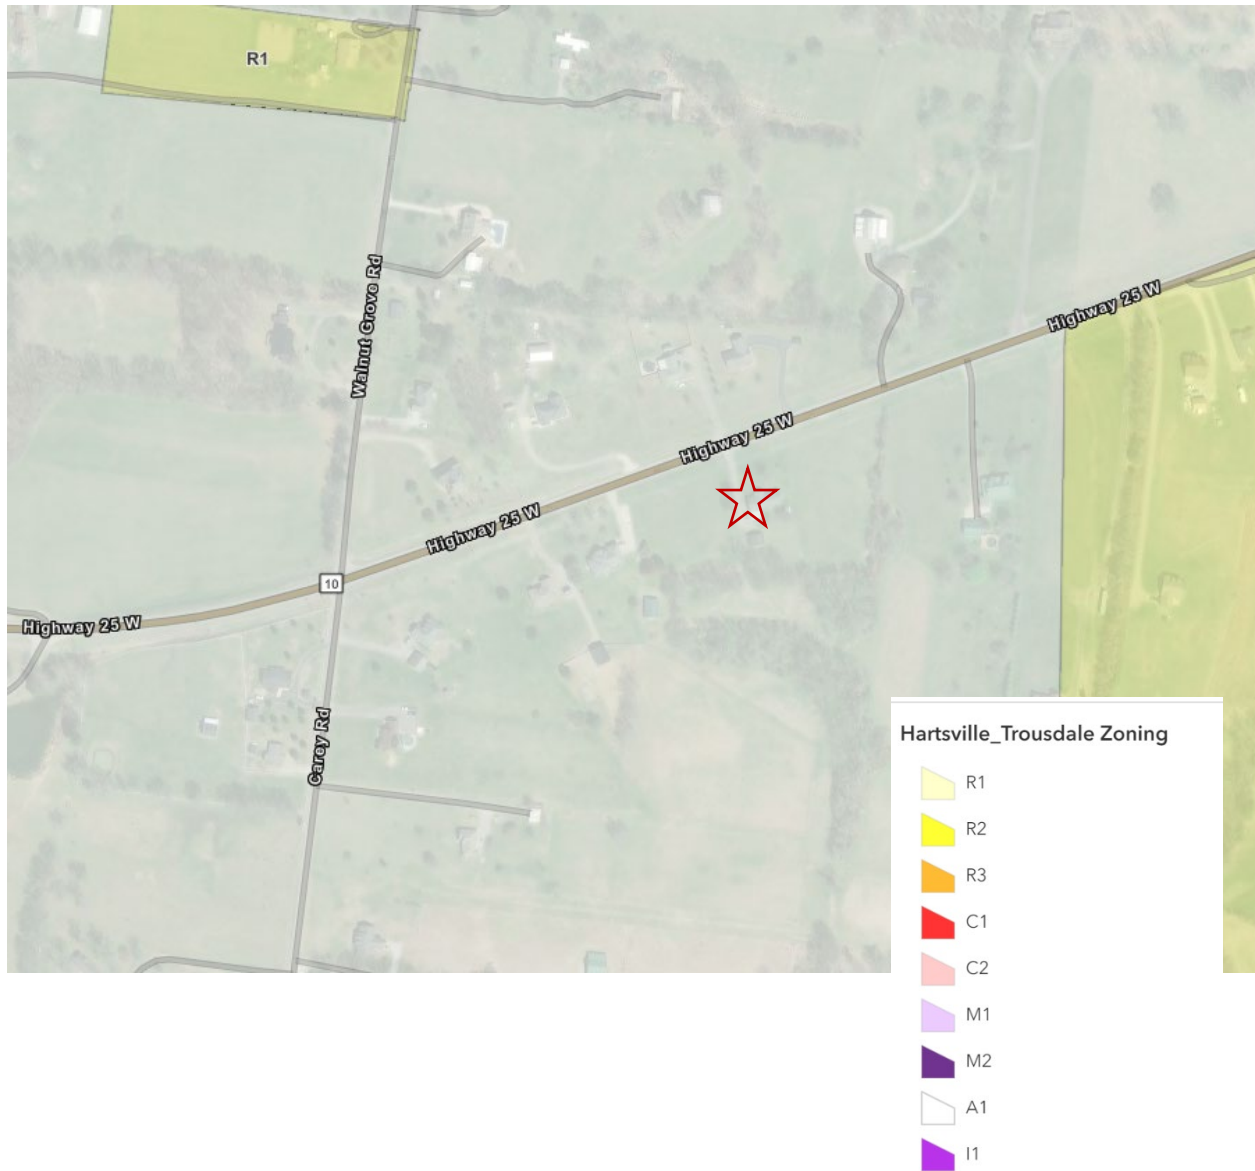 R1
Walnut Grove Rd
Highway 25 W
Highway 25 W
Highway 25 W
10
Highway 25 W
Carey Rd
Hartsville_Trousdale Zoning
R1
R2
R3
C1
C2
M1
M2
A1
I1